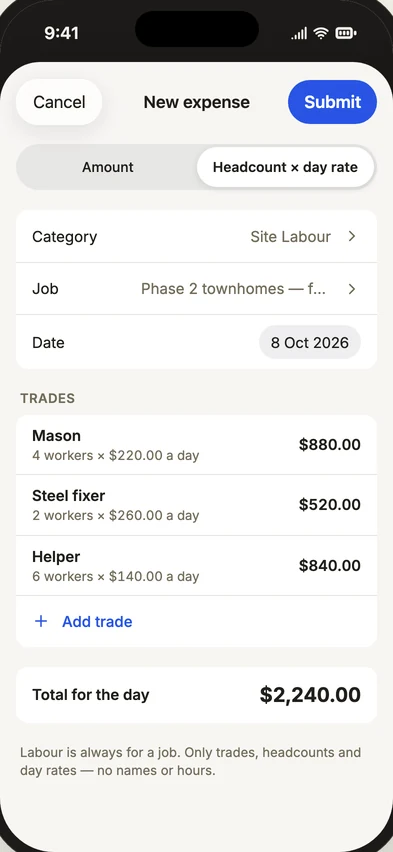 9:41
Cancel
New expense
Submit
Amount
Headcount × day rate
Category
Site Labour
Job
Phase 2 townhomes — f...
Date
8 Oct 2026
TRADES
Mason
4 workers × $220.00 a day
$880.00
Steel fixer
2 workers × $260.00 a day
$520.00
Helper
6 workers × $140.00 a day
$840.00
+ Add trade
Total for the day
$2,240.00
Labour is always for a job. Only trades, headcounts and
day rates — no names or hours.